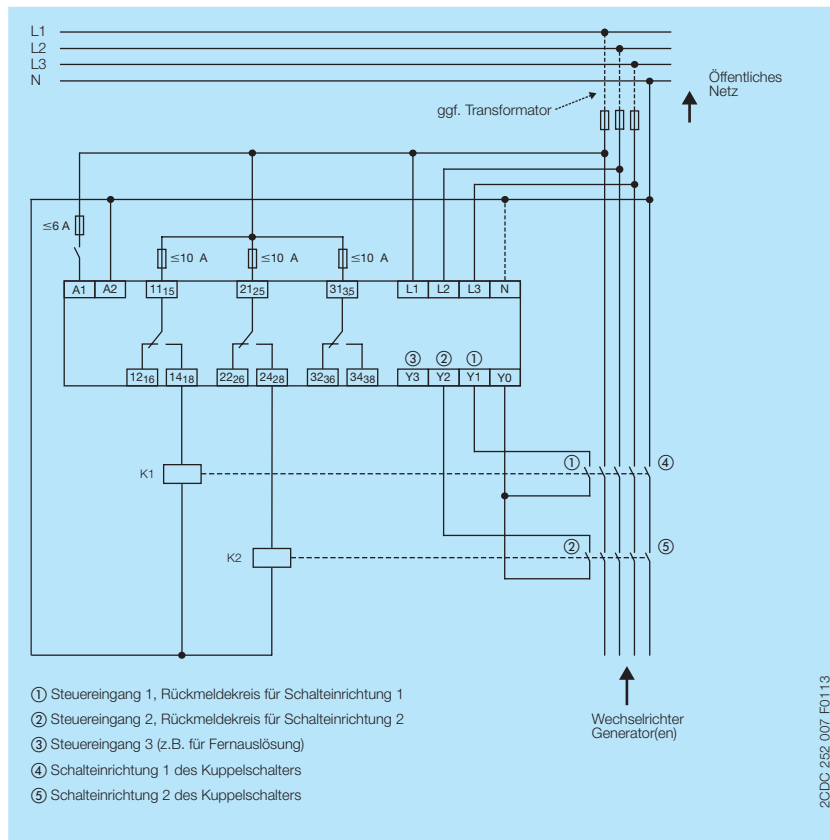 L1
L2
L3
N
Öffentliches
Netz
ggf. Transformator
≤6 A
≤10 A
≤10 A
≤10 A
A1 A2 1115 2125 3135 L1 L2 L3 N
③ ② ①
1216 1418 2226 2428 3236 3438 Y3 Y2 Y1 Y0
K1 ① ④
K2 ② ⑤
① Steuereingang 1, Rückmeldekreis für Schalteinrichtung 1
② Steuereingang 2, Rückmeldekreis für Schalteinrichtung 2
③ Steuereingang 3 (z.B. für Fernauslösung)
④ Schalteinrichtung 1 des Kuppelschalters
⑤ Schalteinrichtung 2 des Kuppelschalters
Wechselrichter
Generator(en)
2CDC 252 007 F0113